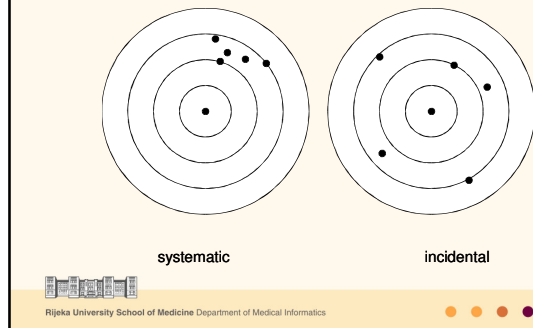 systematic
incidental
Rijeka University School of Medicine Department of Medical Informatics